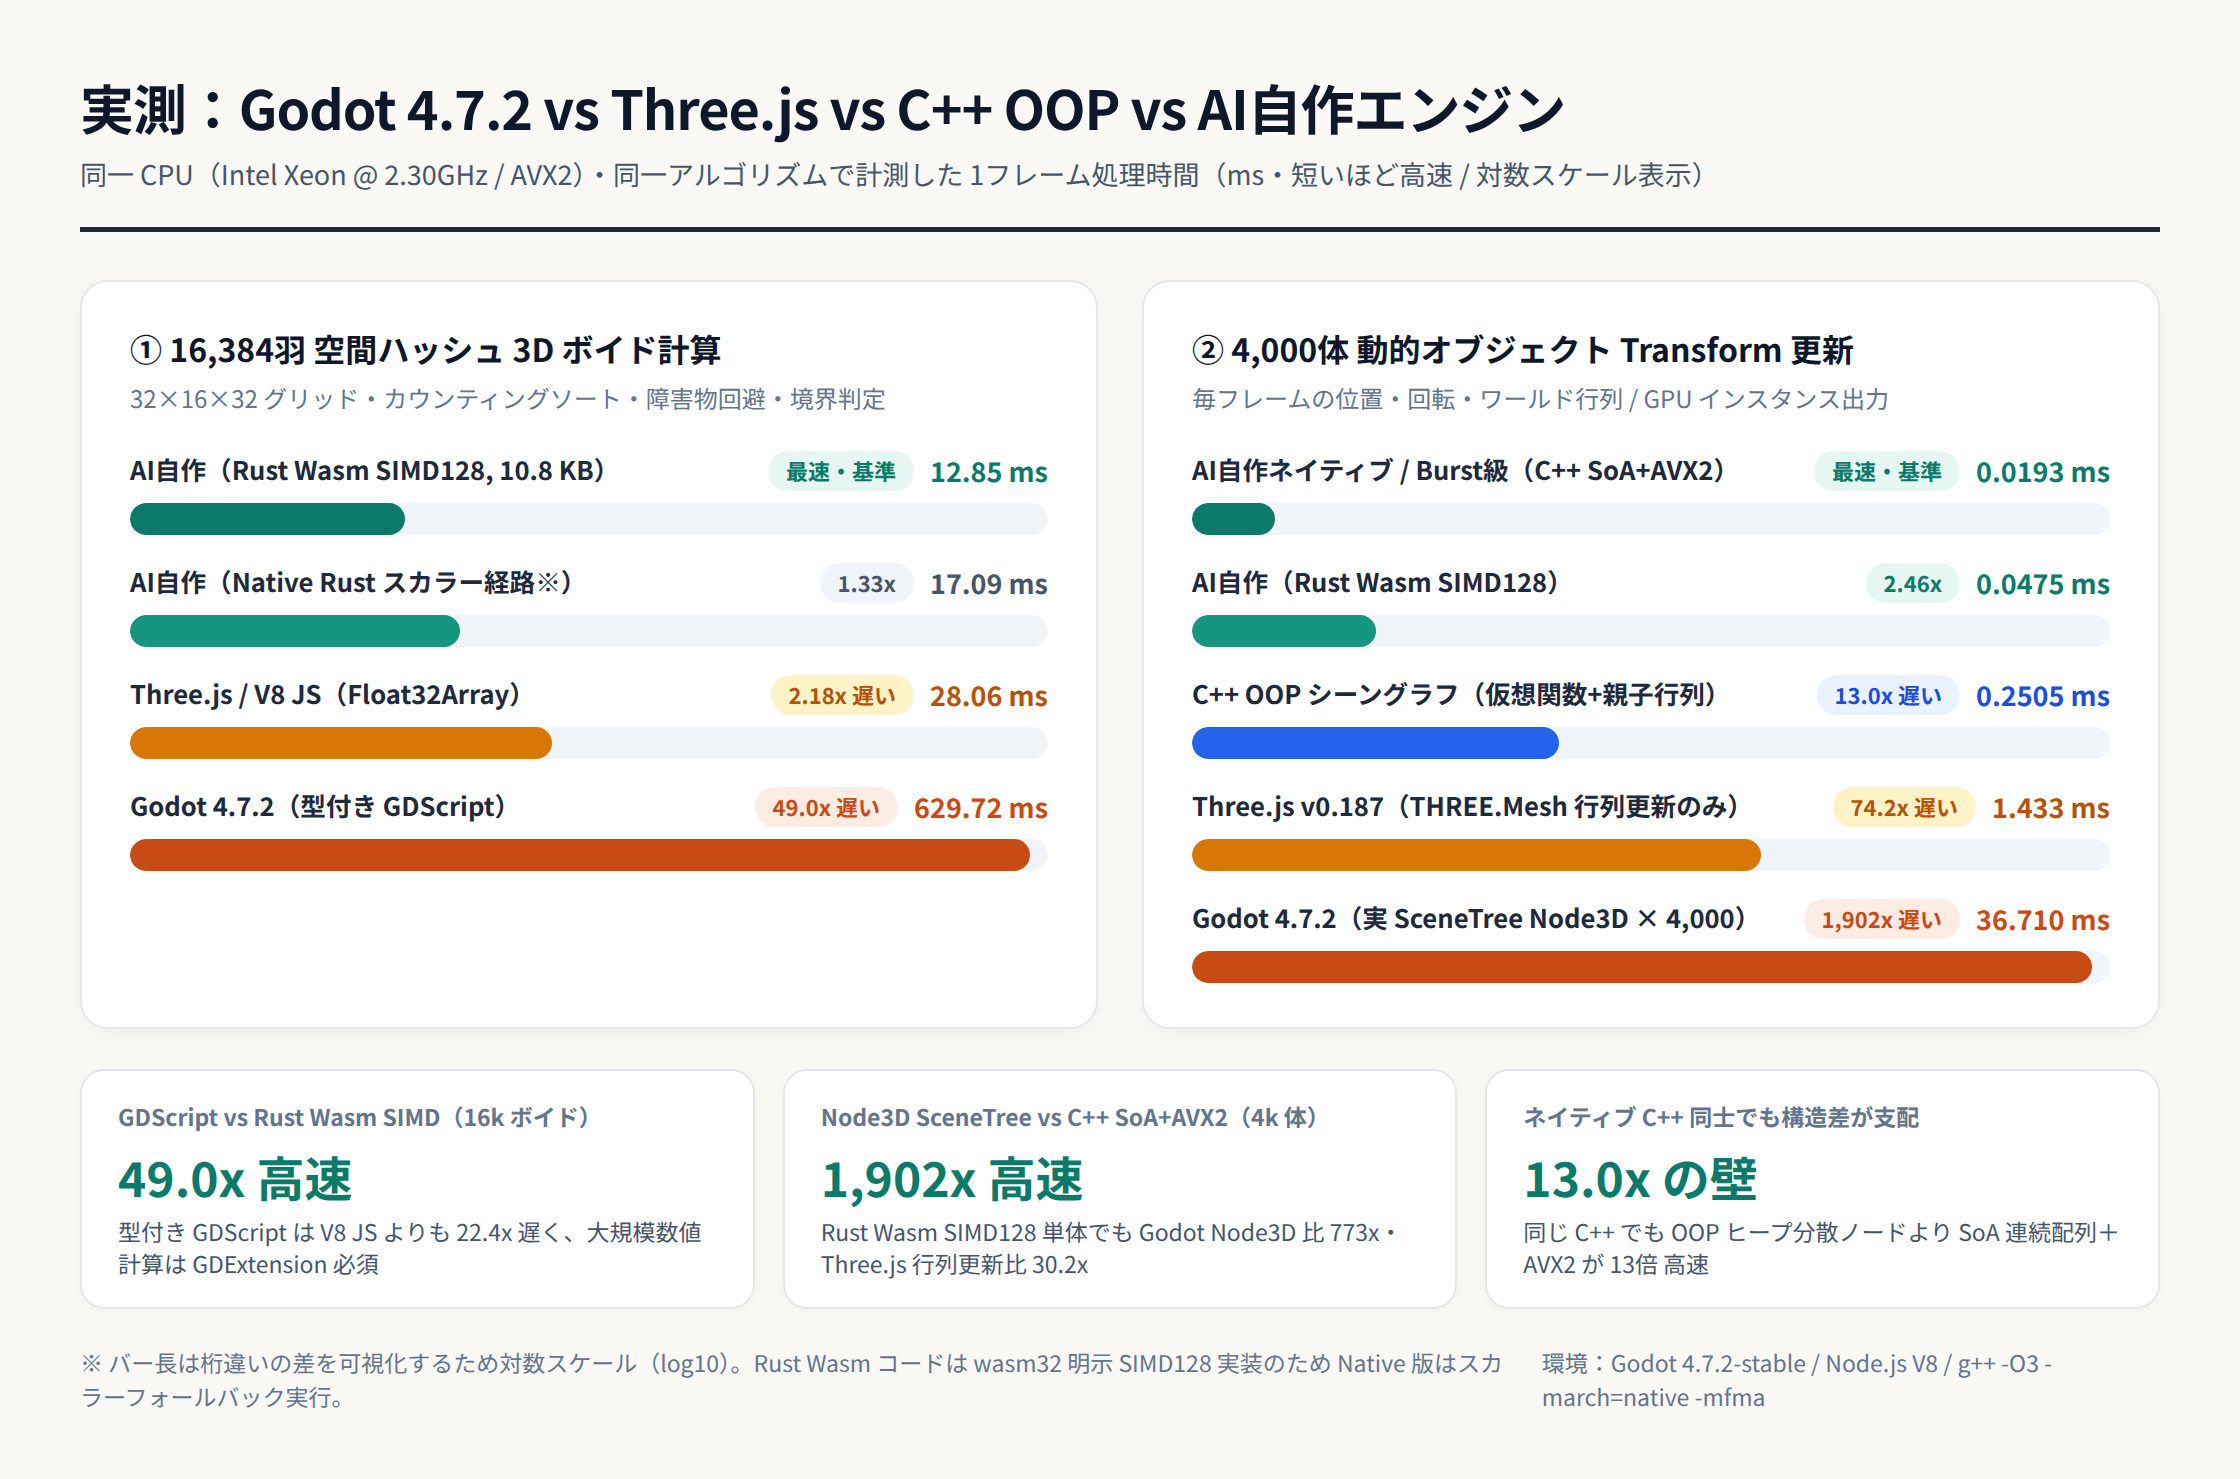 実測：Godot 4.7.2 vs Three.js vs C++ OOP vs AI自作エンジン
同一 CPU（Intel Xeon @ 2.30GHz / AVX2）・同一アルゴリズムで計測した 1フレーム処理時間（ms・短いほど高速 / 対数スケール表示）
① 16,384羽 空間ハッシュ 3D ボイド計算
32×16×32 グリッド・カウンティングソート・障害物回避・境界判定
AI自作（Rust Wasm SIMD128, 10.8 KB） 最速・基準 12.85 ms
AI自作（Native Rust スカラー経路※） 1.33x 17.09 ms
Three.js / V8 JS（Float32Array） 2.18x 遅い 28.06 ms
Godot 4.7.2（型付き GDScript） 49.0x 遅い 629.72 ms
② 4,000体 動的オブジェクト Transform 更新
毎フレームの位置・回転・ワールド行列 / GPU インスタンス出力
AI自作ネイティブ / Burst級（C++ SoA+AVX2） 最速・基準 0.0193 ms
AI自作（Rust Wasm SIMD128） 2.46x 0.0475 ms
C++ OOP シーングラフ（仮想関数+親子行列） 13.0x 遅い 0.2505 ms
Three.js v0.187（THREE.Mesh 行列更新のみ） 74.2x 遅い 1.433 ms
Godot 4.7.2（実 SceneTree Node3D × 4,000） 1,902x 遅い 36.710 ms
GDScript vs Rust Wasm SIMD（16k ボイド）
49.0x 高速
型付き GDScript は V8 JS よりも 22.4x 遅く、大規模数値
計算は GDExtension 必須
Node3D SceneTree vs C++ SoA+AVX2（4k 体）
1,902x 高速
Rust Wasm SIMD128 単体でも Godot Node3D 比 773x・
Three.js 行列更新比 30.2x
ネイティブ C++ 同士でも構造差が支配
13.0x の壁
同じ C++ でも OOP ヒープ分散ノードより SoA 連続配列＋
AVX2 が 13倍 高速
※ バー長は桁違いの差を可視化するため対数スケール（log10）。Rust Wasm コードは wasm32 明示 SIMD128 実装のため Native 版はスカ
ラーフォールバック実行。
環境：Godot 4.7.2-stable / Node.js V8 / g++ -O3 -
march=native -mfma